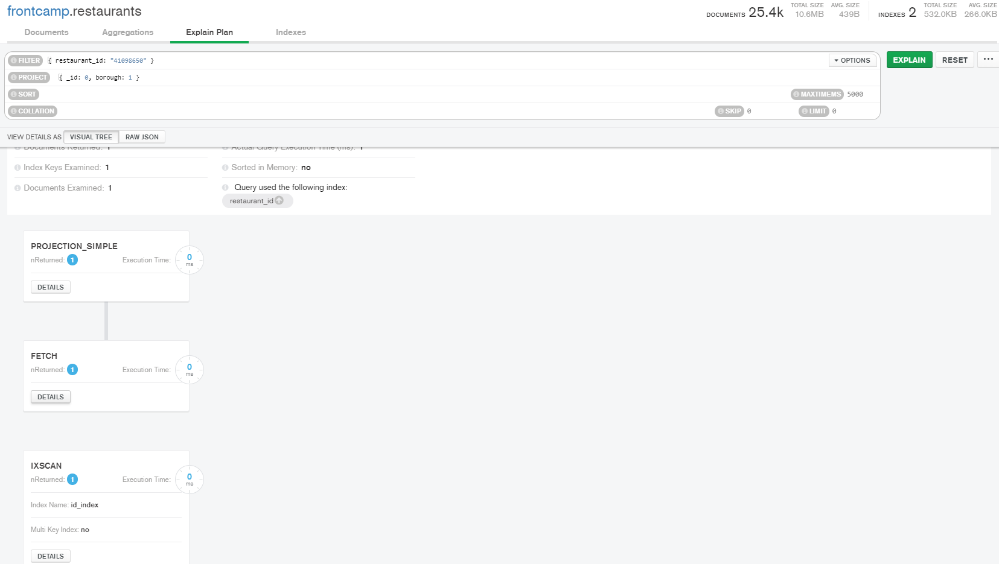 frontcamp.restaurants
DOCUMENTS 25.4k TOTAL SIZE 10.6MB AVG. SIZE 439B INDEXES 2 TOTAL SIZE 532.0KB AVG. SIZE 266.0KB
Documents Aggregations Explain Plan Indexes
FILTER { restaurant_id: "41098650" } OPTIONS EXPLAIN RESET ...
PROJECT { _id: 0, borough: 1 }
SORT MAXTIMEMS 5000
COLLATION SKIP 0 LIMIT 0
VIEW DETAILS AS VISUAL TREE RAW JSON
Documents Returned: 1 Actual Query Execution Time (ms): 1
Index Keys Examined: 1 Sorted in Memory: no
Documents Examined: 1 Query used the following index:
restaurant_id
PROJECTION_SIMPLE
nReturned: 1 Execution Time: 0 ms
DETAILS
FETCH
nReturned: 1 Execution Time: 0 ms
DETAILS
IXSCAN
nReturned: 1 Execution Time: 0 ms
Index Name: id_index
Multi Key Index: no
DETAILS